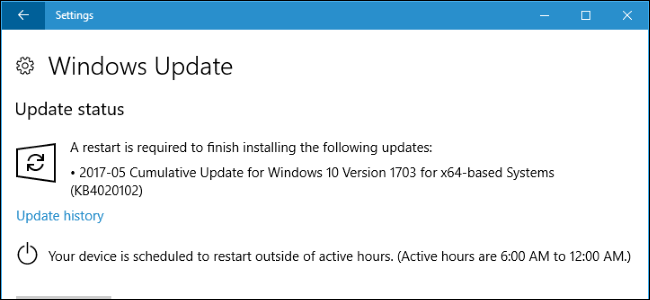 Settings
Windows Update
Update status
A restart is required to finish installing the following updates:
• 2017-05 Cumulative Update for Windows 10 Version 1703 for x64-based Systems
(KB4020102)
Update history
Your device is scheduled to restart outside of active hours. (Active hours are 6:00 AM to 12:00 AM.)